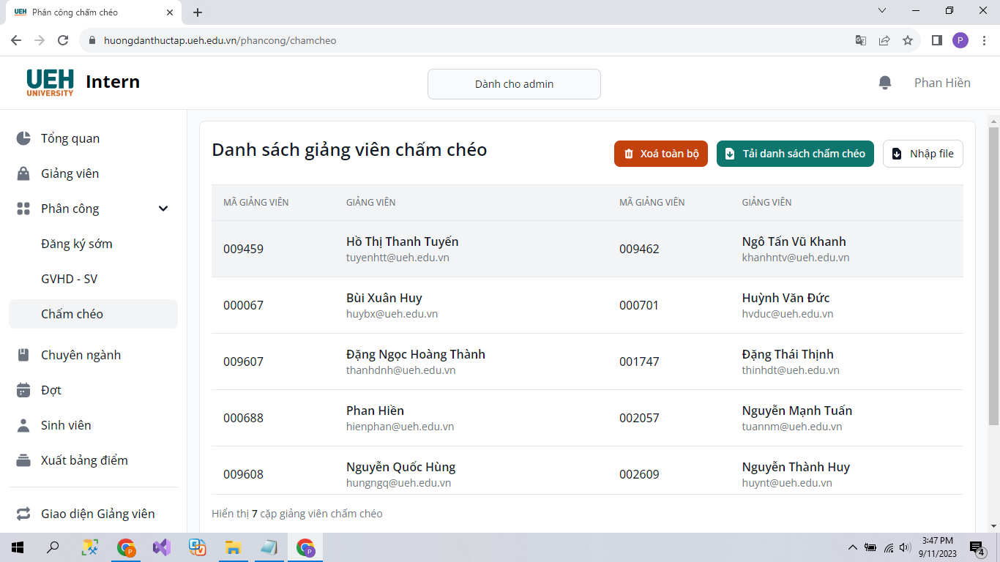 UEH
Phân công chấm chéo
huongdanthuctap.ueh.edu.vn/phancong/chamcheo
P
UEH
UNIVERSITY
Intern
Dành cho admin
Phan Hiền
Tổng quan
Giảng viên
Phân công
Đăng ký sớm
GVHD - SV
Chấm chéo
Chuyên ngành
Đợt
Sinh viên
Xuất bảng điểm
Giao diện Giảng viên
Danh sách giảng viên chấm chéo
Xoá toàn bộ
Tải danh sách chấm chéo
Nhập file
MÃ GIẢNG VIÊN GIẢNG VIÊN MÃ GIẢNG VIÊN GIẢNG VIÊN
009459 Hồ Thị Thanh Tuyến 009462 Ngô Tấn Vũ Khanh
tuyenhtt@ueh.edu.vn khanhntv@ueh.edu.vn
000067 Bùi Xuân Huy 000701 Huỳnh Văn Đức
huybx@ueh.edu.vn hvduc@ueh.edu.vn
009607 Đặng Ngọc Hoàng Thành 001747 Đặng Thái Thịnh
thanhdnh@ueh.edu.vn thinhdt@ueh.edu.vn
000688 Phan Hiền 002057 Nguyễn Mạnh Tuấn
hienphan@ueh.edu.vn tuannm@ueh.edu.vn
009608 Nguyễn Quốc Hùng 002609 Nguyễn Thành Huy
hungngq@ueh.edu.vn huynt@ueh.edu.vn
Hiển thị 7 cặp giảng viên chấm chéo
P
P
3:47 PM
9/11/2023
4